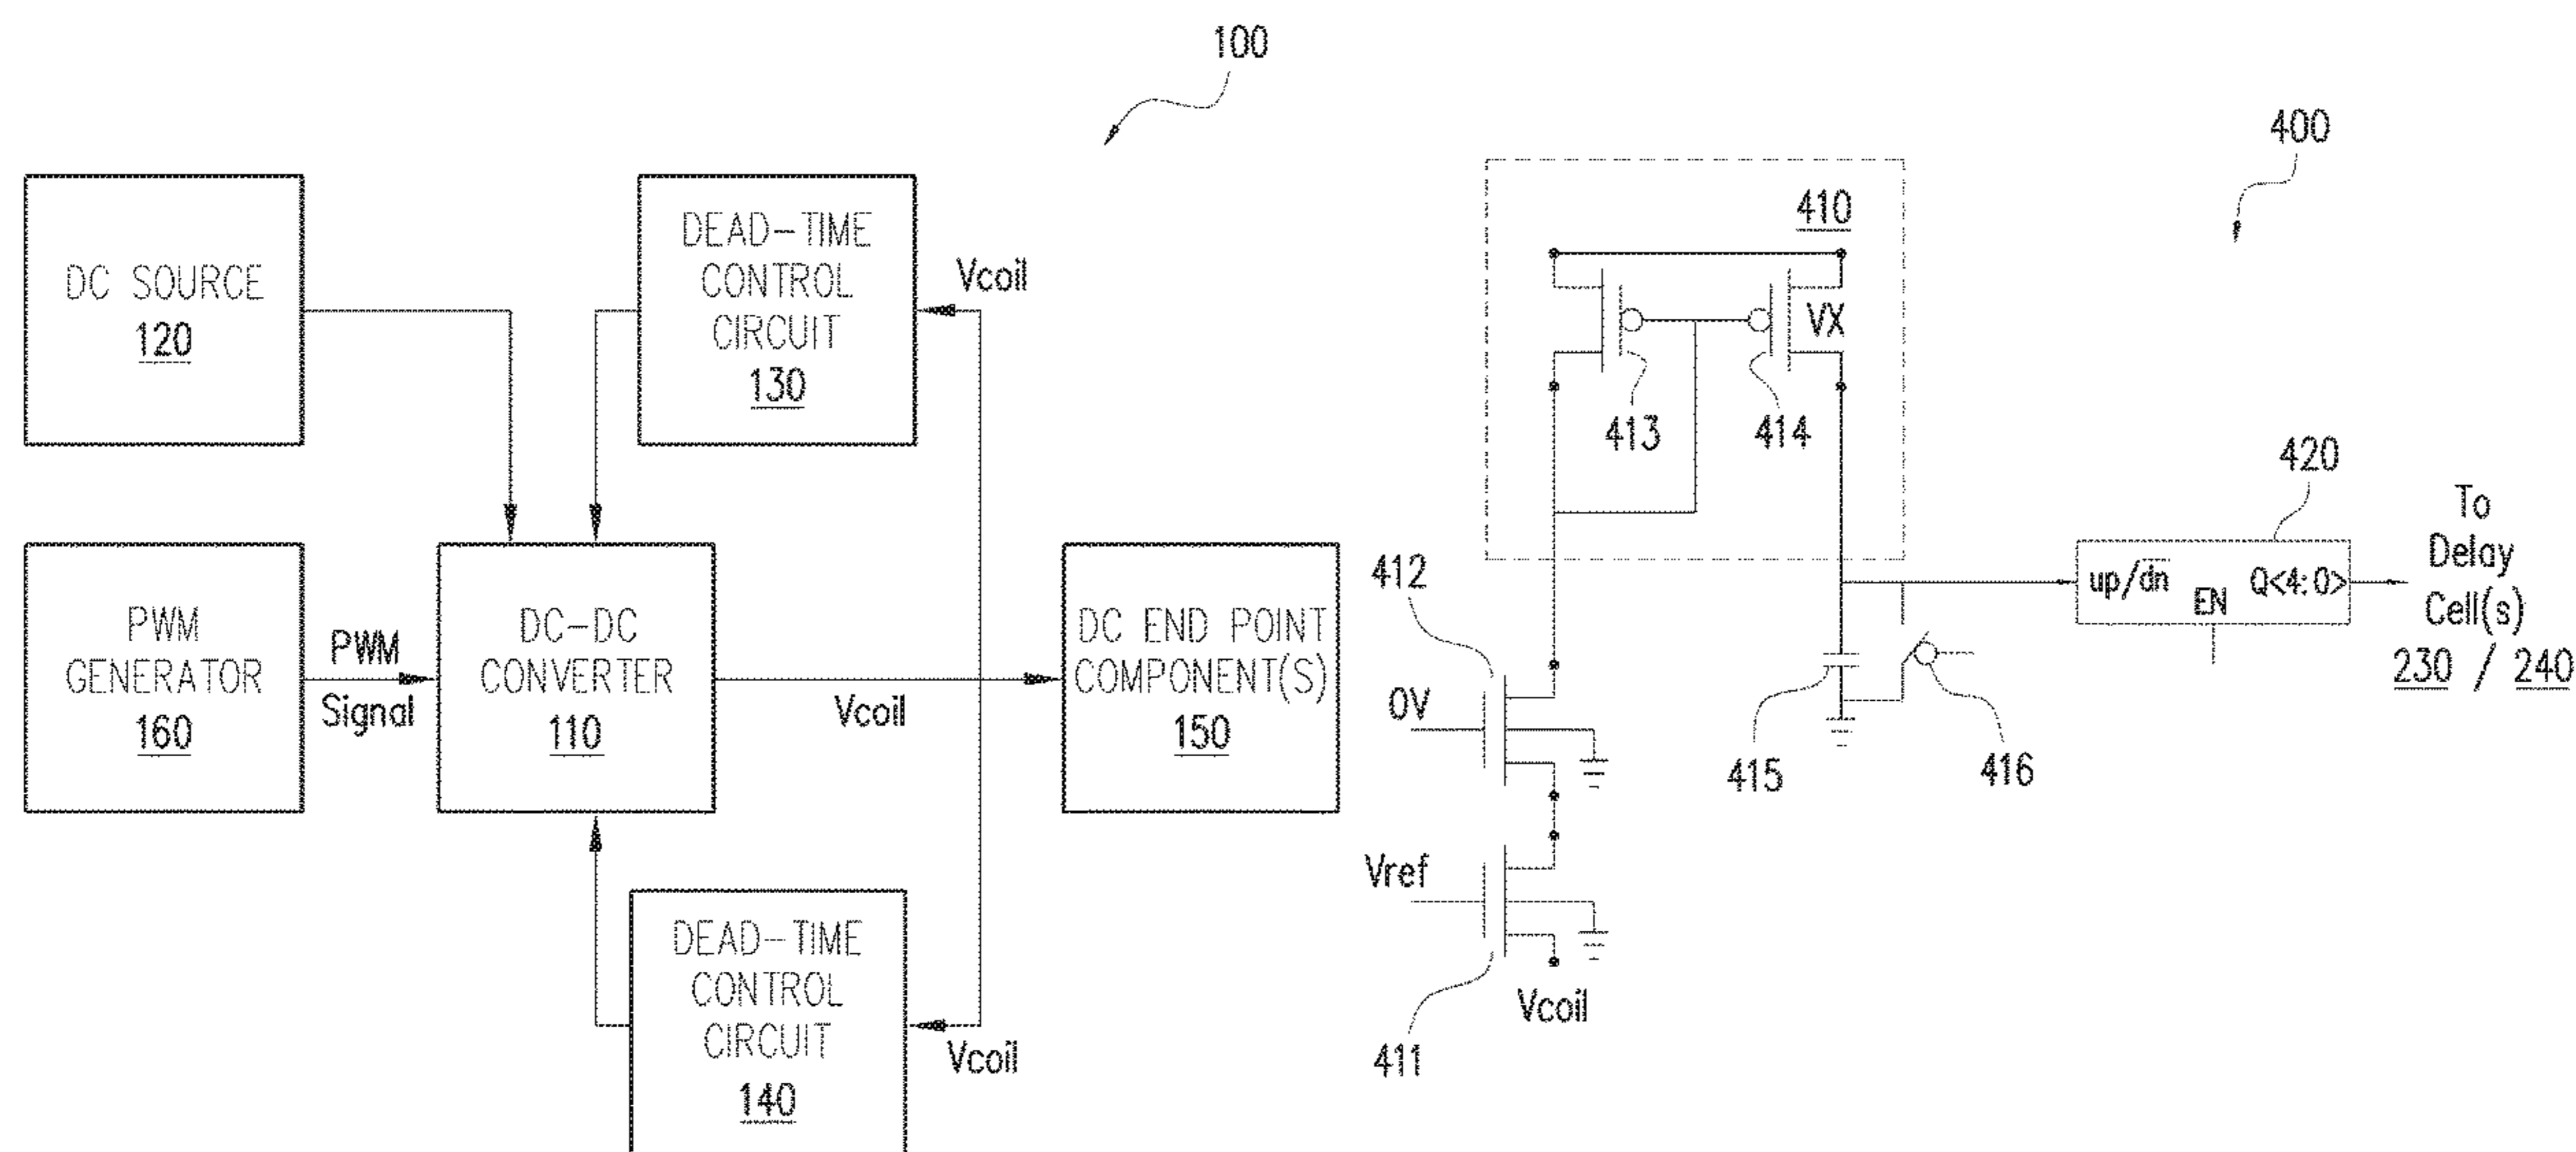 100
DC SOURCE
120
DEAD-TIME
CONTROL
CIRCUIT
130
Vcoil
PWM
GENERATOR
160
PWM
Signal
DC-DC
CONVERTER
110
Vcoil
DC END POINT
COMPONENT(S)
150
DEAD-TIME
CONTROL
CIRCUIT
140
Vcoil
400
410
VX
413
414
412
0V
Vref
411
Vcoil
415
416
420
up/d̅n̅
EN
Q<4:0>
To
Delay
Cell(s)
230 / 240